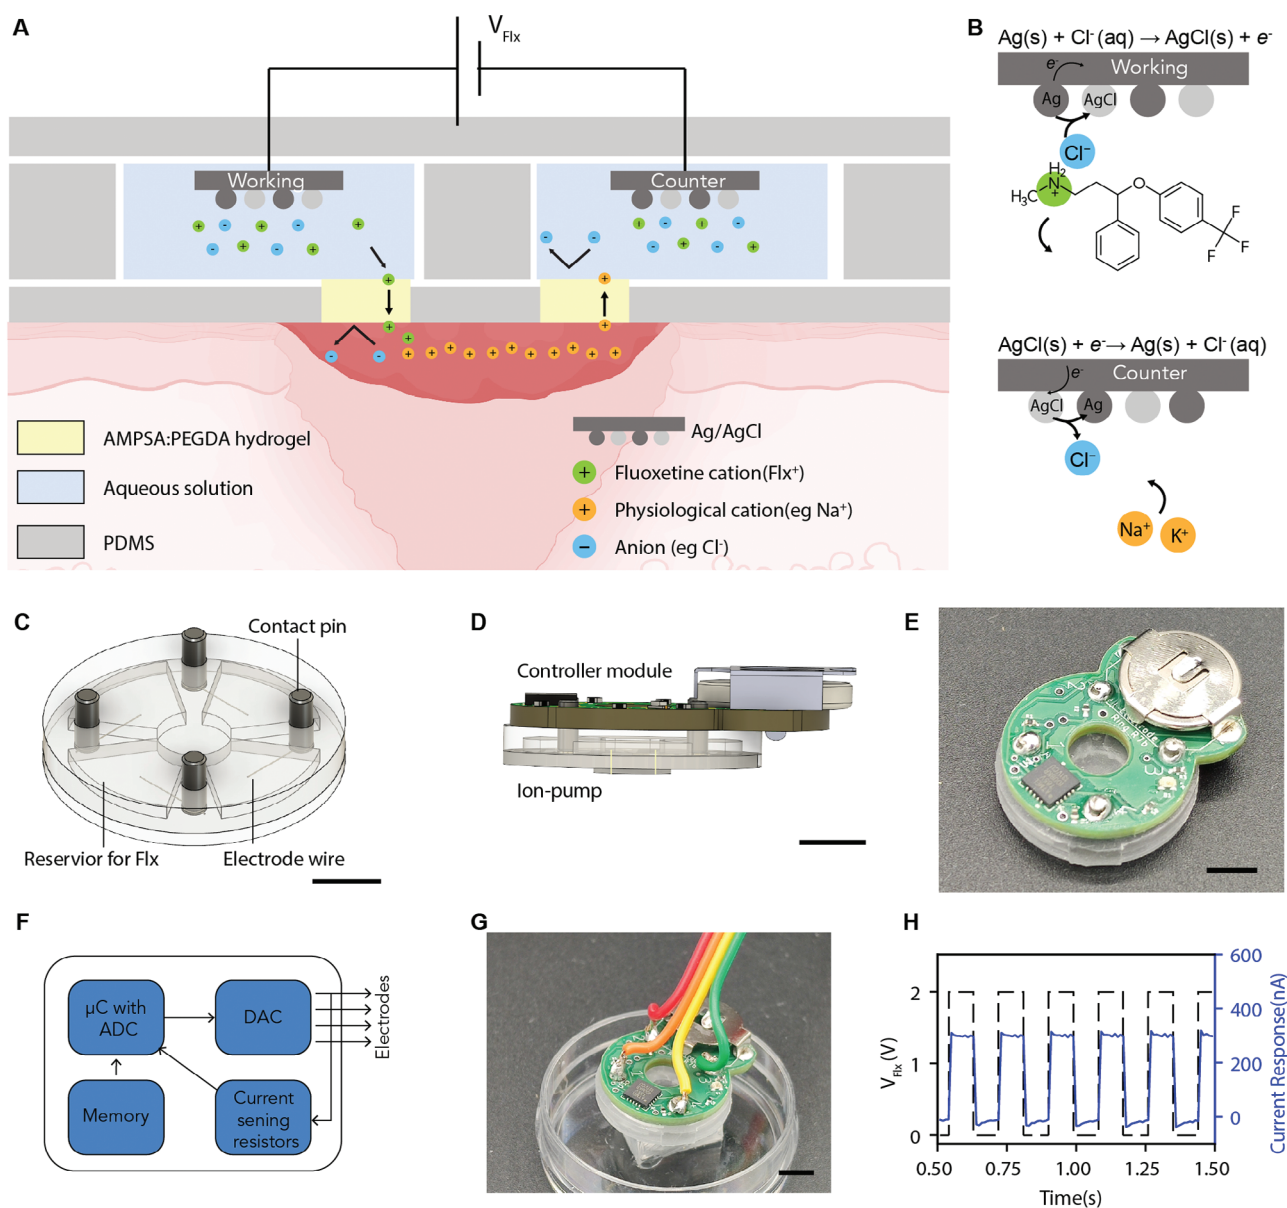 A
V_Flx
Working
Counter
AMPSA:PEGDA hydrogel
Aqueous solution
PDMS
Ag/AgCl
Fluoxetine cation(Flx⁺)
Physiological cation(eg Na⁺)
Anion (eg Cl⁻)
B
Ag(s) + Cl⁻(aq) → AgCl(s) + e⁻
e⁻
Working
Ag
AgCl
Cl⁻
H₂
N
+
H₃C
O
F
F
F
AgCl(s) + e⁻→ Ag(s) + Cl⁻(aq)
e⁻
Counter
AgCl
Ag
Cl⁻
Na⁺
K⁺
C
Contact pin
Reservior for Flx
Electrode wire
D
Controller module
Ion-pump
E
Ring R7b
3
F
µC with
ADC
DAC
Electrodes
Memory
Current
sening
resistors
G
H
V_Flx(V)
2
1
0
600
400
200
0
Current Response(nA)
0.50
0.75
1.00
1.25
1.50
Time(s)